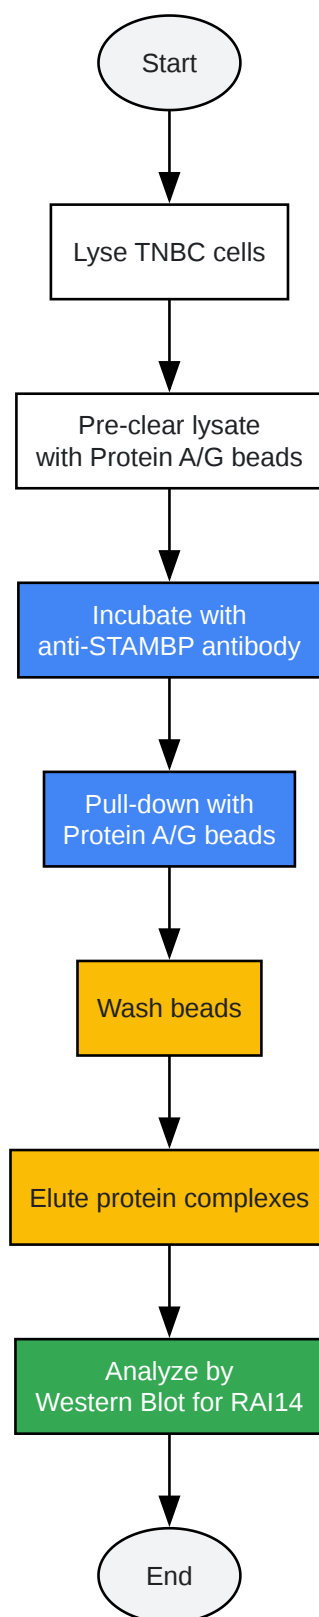 Start
Lyse TNBC cells
Pre-clear lysate
with Protein A/G beads
Incubate with
anti-STAMBP antibody
Pull-down with
Protein A/G beads
Wash beads
Elute protein complexes
Analyze by
Western Blot for RAI14
End